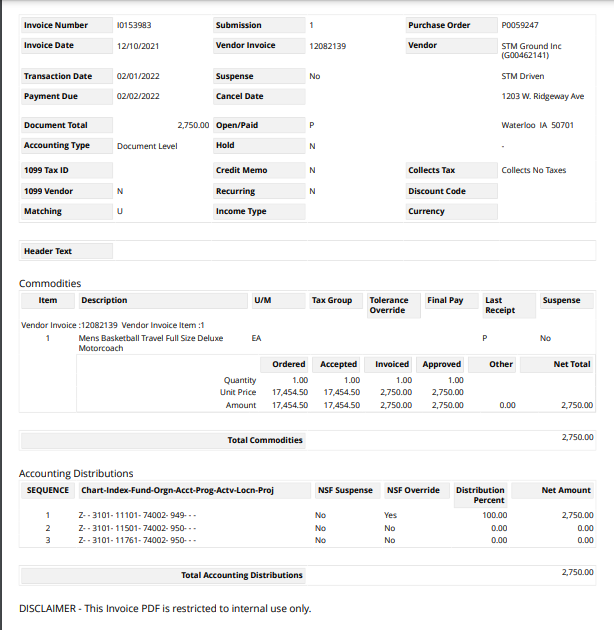 Invoice Number I0153983 Submission 1 Purchase Order P0059247
Invoice Date 12/10/2021 Vendor Invoice 12082139 Vendor STM Ground Inc
(G00462141)
Transaction Date 02/01/2022 Suspense No STM Driven
Payment Due 02/02/2022 Cancel Date 1203 W. Ridgeway Ave
Document Total 2,750.00 Open/Paid P Waterloo IA 50701
Accounting Type Document Level Hold N -
1099 Tax ID Credit Memo N Collects Tax Collects No Taxes
1099 Vendor N Recurring N Discount Code
Matching U Income Type Currency
Header Text
Commodities
Item Description U/M Tax Group Tolerance Final Pay Last Suspense
Override Receipt
Vendor Invoice :12082139 Vendor Invoice Item :1
1 Mens Basketball Travel Full Size Deluxe EA P No
Motorcoach
Ordered Accepted Invoiced Approved Other Net Total
Quantity 1.00 1.00 1.00 1.00
Unit Price 17,454.50 17,454.50 2,750.00 2,750.00
Amount 17,454.50 17,454.50 2,750.00 2,750.00 0.00 2,750.00
Total Commodities 2,750.00
Accounting Distributions
SEQUENCE Chart-Index-Fund-Orgn-Acct-Prog-Actv-Locn-Proj NSF Suspense NSF Override Distribution Net Amount
Percent
1 Z- - 3101- 11101- 74002- 949- - - No Yes 100.00 2,750.00
2 Z- - 3101- 11501- 74002- 950- - - No No 0.00 0.00
3 Z- - 3101- 11761- 74002- 950- - - No No 0.00 0.00
Total Accounting Distributions 2,750.00
DISCLAIMER - This Invoice PDF is restricted to internal use only.